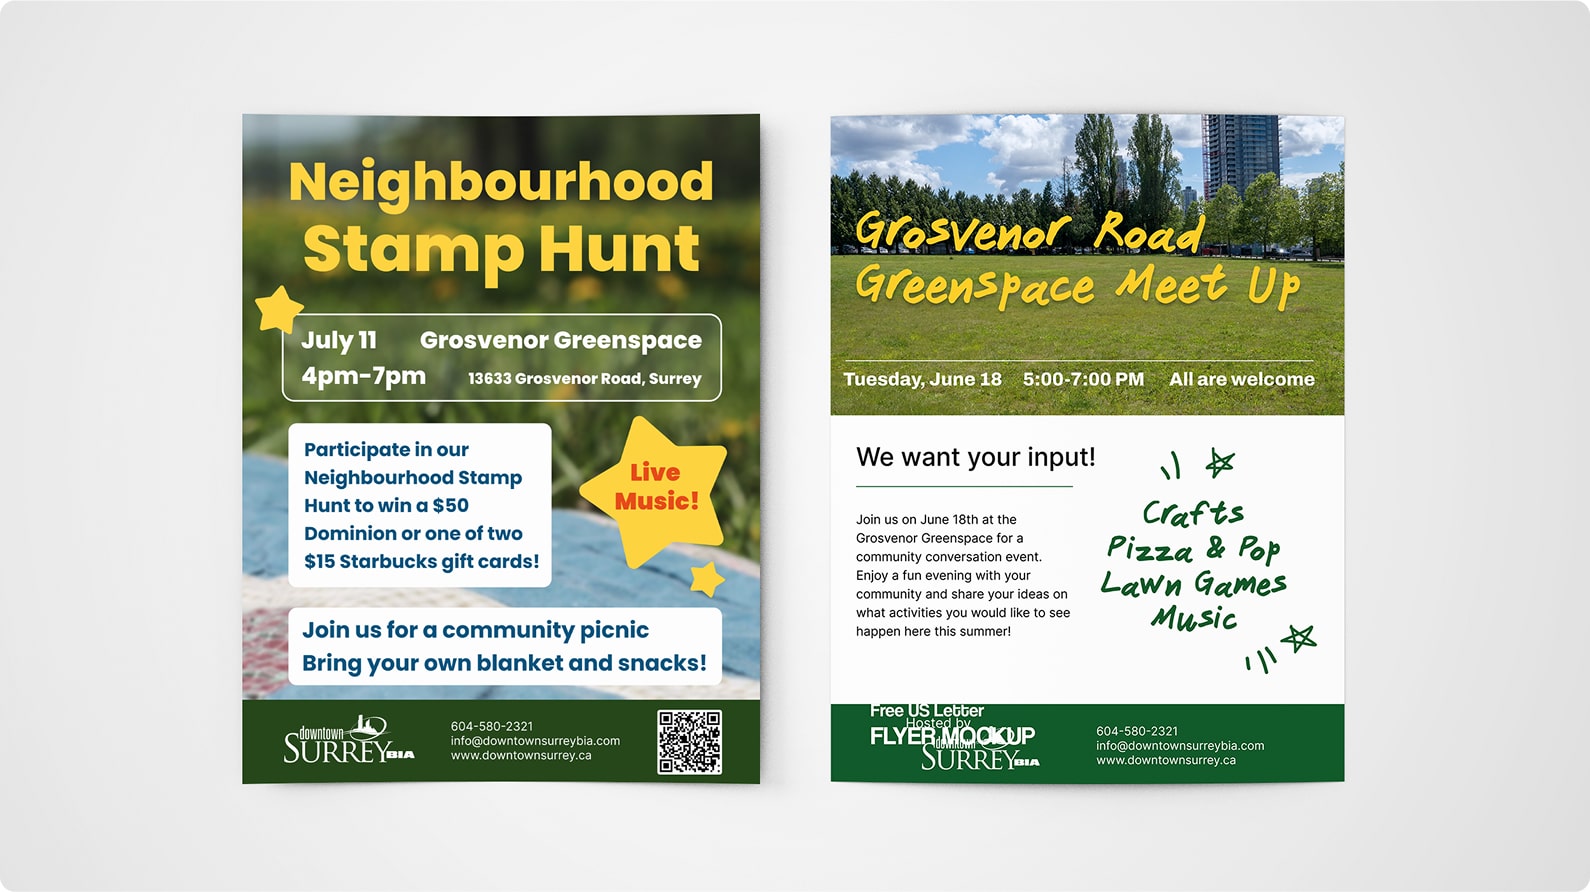 Neighbourhood
Stamp Hunt
July 11 Grosvenor Greenspace
4pm-7pm 13633 Grosvenor Road, Surrey
Participate in our
Neighbourhood Stamp
Hunt to win a $50
Dominion or one of two
$15 Starbucks gift cards!
Live
Music!
Join us for a community picnic
Bring your own blanket and snacks!
downtown
SURREYBIA
604-580-2321
info@downtownsurreybia.com
www.downtownsurrey.ca
Grosvenor Road
Greenspace Meet Up
Tuesday, June 18 5:00-7:00 PM All are welcome
We want your input!
Join us on June 18th at the
Grosvenor Greenspace for a
community conversation event.
Enjoy a fun evening with your
community and share your ideas on
what activities you would like to see
happen here this summer!
Crafts
Pizza & Pop
Lawn Games
Music
Free US Letter
Hosted by
FLYER MOCKUP
downtown
SURREYBIA
604-580-2321
info@downtownsurreybia.com
www.downtownsurrey.ca